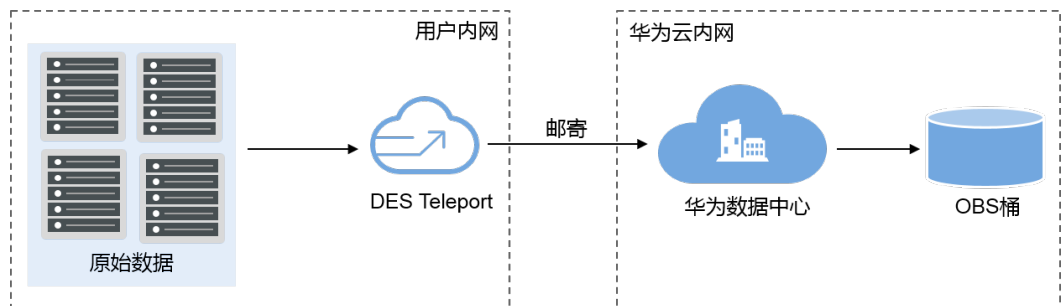 用户内网
原始数据
DES Teleport
邮寄
华为云内网
华为数据中心
OBS桶